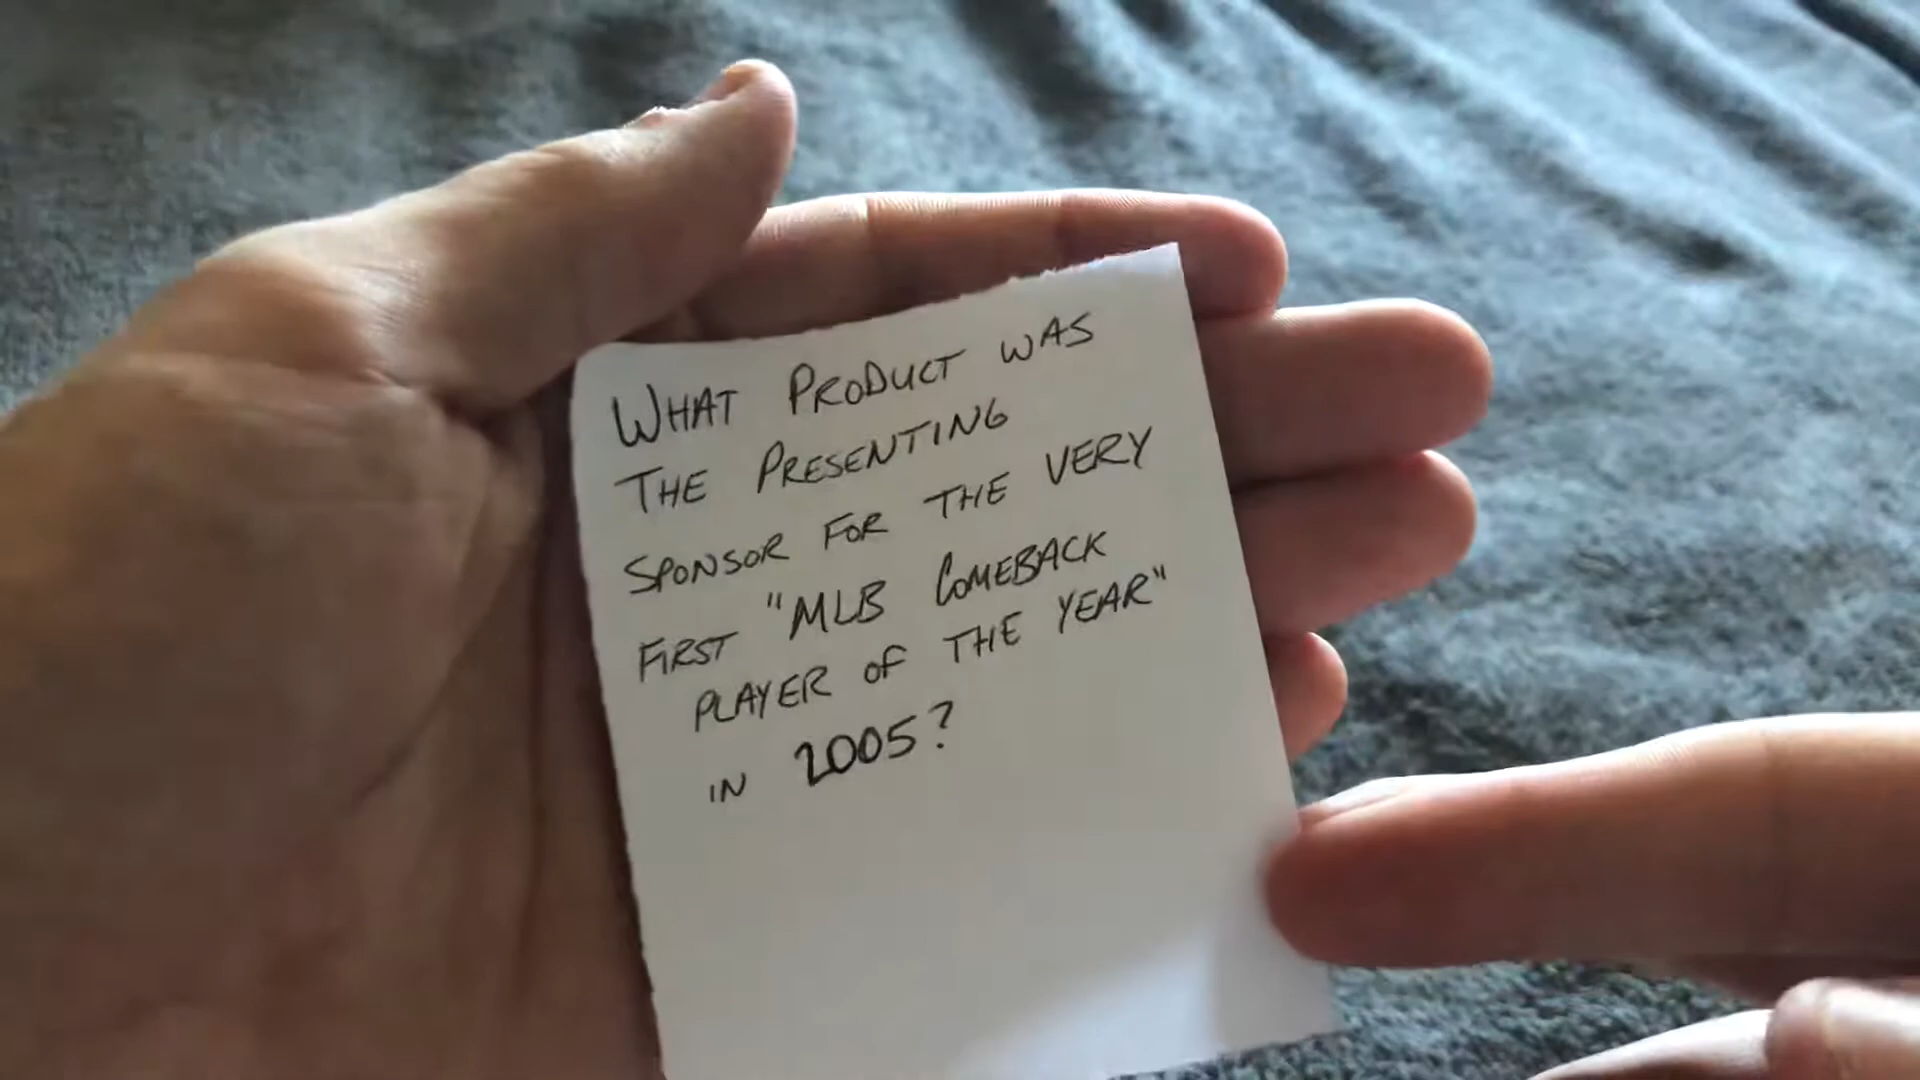 WHAT PRODUCT WAS
THE PRESENTING
SPONSOR FOR THE VERY
FIRST "MLB COMEBACK
PLAYER OF THE YEAR"
IN 2005?